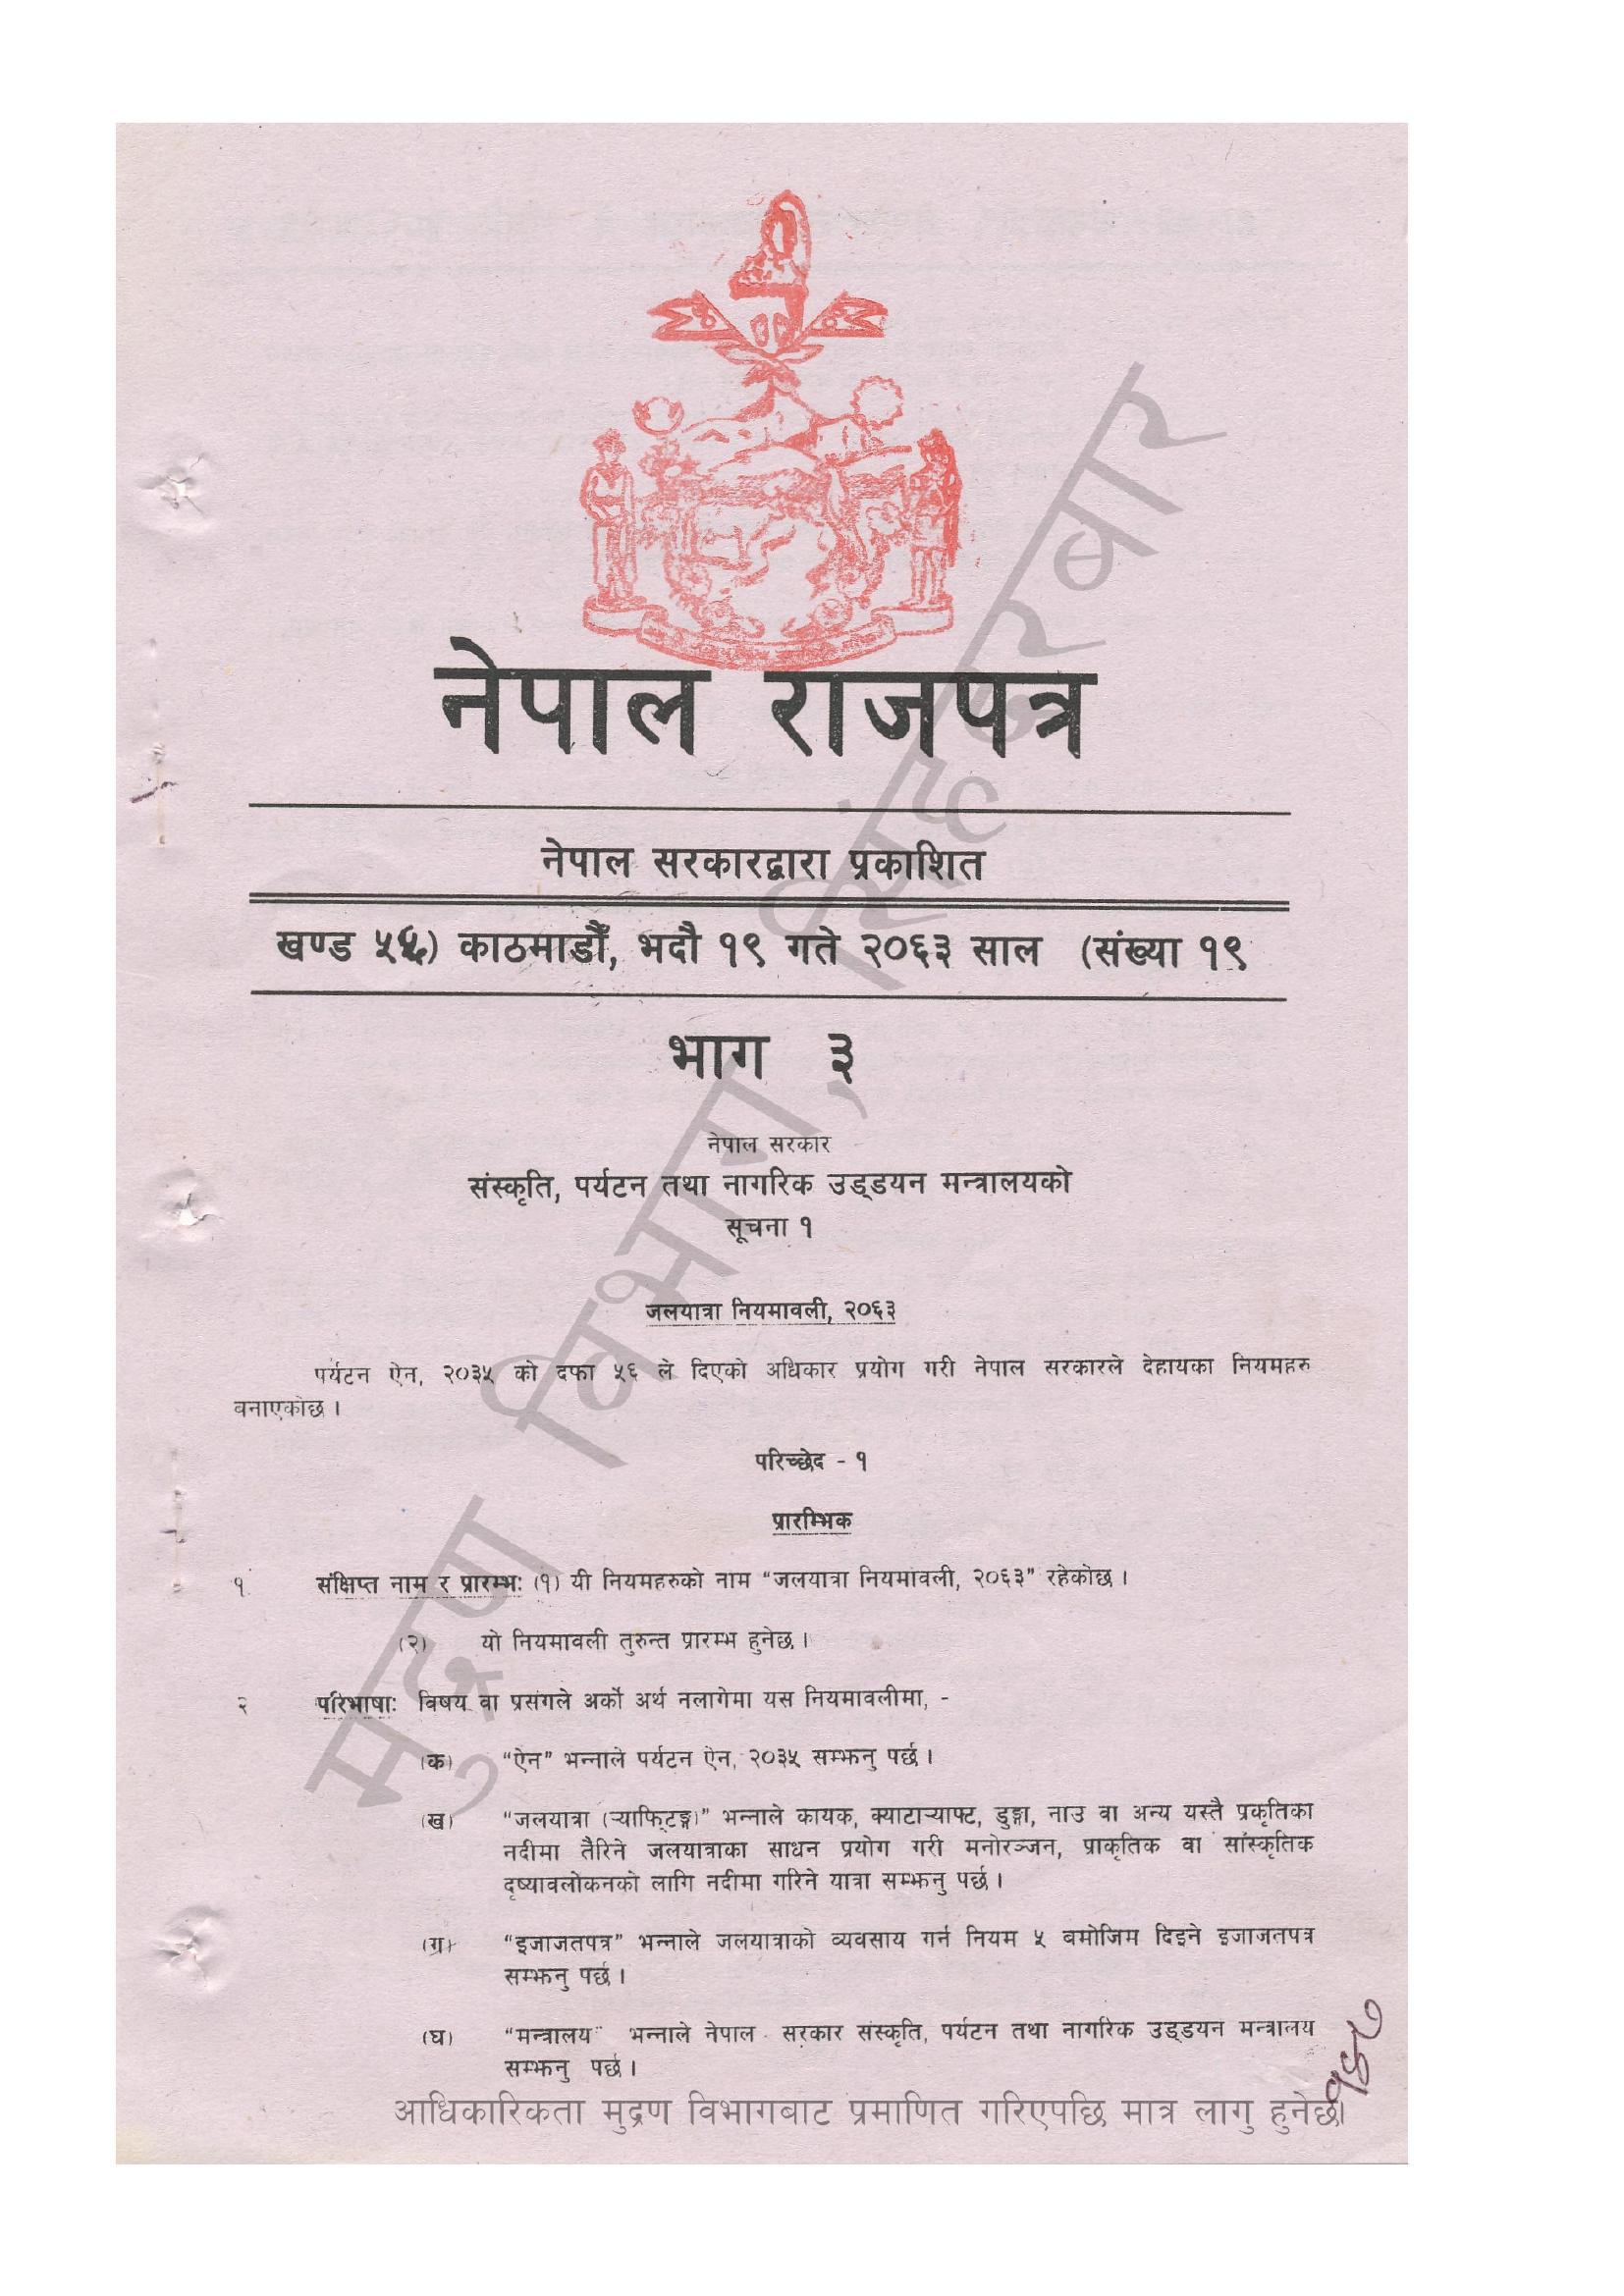 नेपाल राजपत्र
नेपाल सरकारद्वारा प्रकाशित
खण्ड ५६) काठमाडौँ, भदौ १९ गते २०६३ साल (संख्या १९
भाग ३
नेपाल सरकार
संस्कृति, पर्यटन तथा नागरिक उड्डयन मन्त्रालयको
सूचना १
जलयात्रा नियमावली, २०६३
पर्यटन ऐन, २०३५ को दफा ५६ ले दिएको अधिकार प्रयोग गरी नेपाल सरकारले देहायका नियमहरु
बनाएकोछ ।
परिच्छेद - १
प्रारम्भिक
१ संक्षिप्त नाम र प्रारम्भः (१) यी नियमहरुको नाम "जलयात्रा नियमावली, २०६३" रहेकोछ ।
(२) यो नियमावली तुरुन्त प्रारम्भ हुनेछ ।
२ परिभाषाः विषय वा प्रसंगले अर्को अर्थ नलागेमा यस नियमावलीमा, -
(क) "ऐन" भन्नाले पर्यटन ऐन, २०३५ सम्झनु पर्छ ।
(ख) "जलयात्रा (र्‍याफ्टिङ्ग)" भन्नाले कायक, क्याटार्‍याफ्ट, डुङ्गा, नाउ वा अन्य यस्तै प्रकृतिका
नदीमा तैरिने जलयात्राका साधन प्रयोग गरी मनोरञ्जन, प्राकृतिक वा सांस्कृतिक
दृष्यावलोकनको लागि नदीमा गरिने यात्रा सम्झनु पर्छ ।
(ग) "इजाजतपत्र" भन्नाले जलयात्राको व्यवसाय गर्न नियम ५ बमोजिम दिइने इजाजतपत्र
सम्झनु पर्छ ।
(घ) "मन्त्रालय" भन्नाले नेपाल सरकार संस्कृति, पर्यटन तथा नागरिक उड्डयन मन्त्रालय
सम्झनु पर्छ ।
आधिकारिकता मुद्रण विभागबाट प्रमाणित गरिएपछि मात्र लागु हुनेछ।
मुद्रण विभाग, सिंहदरवार